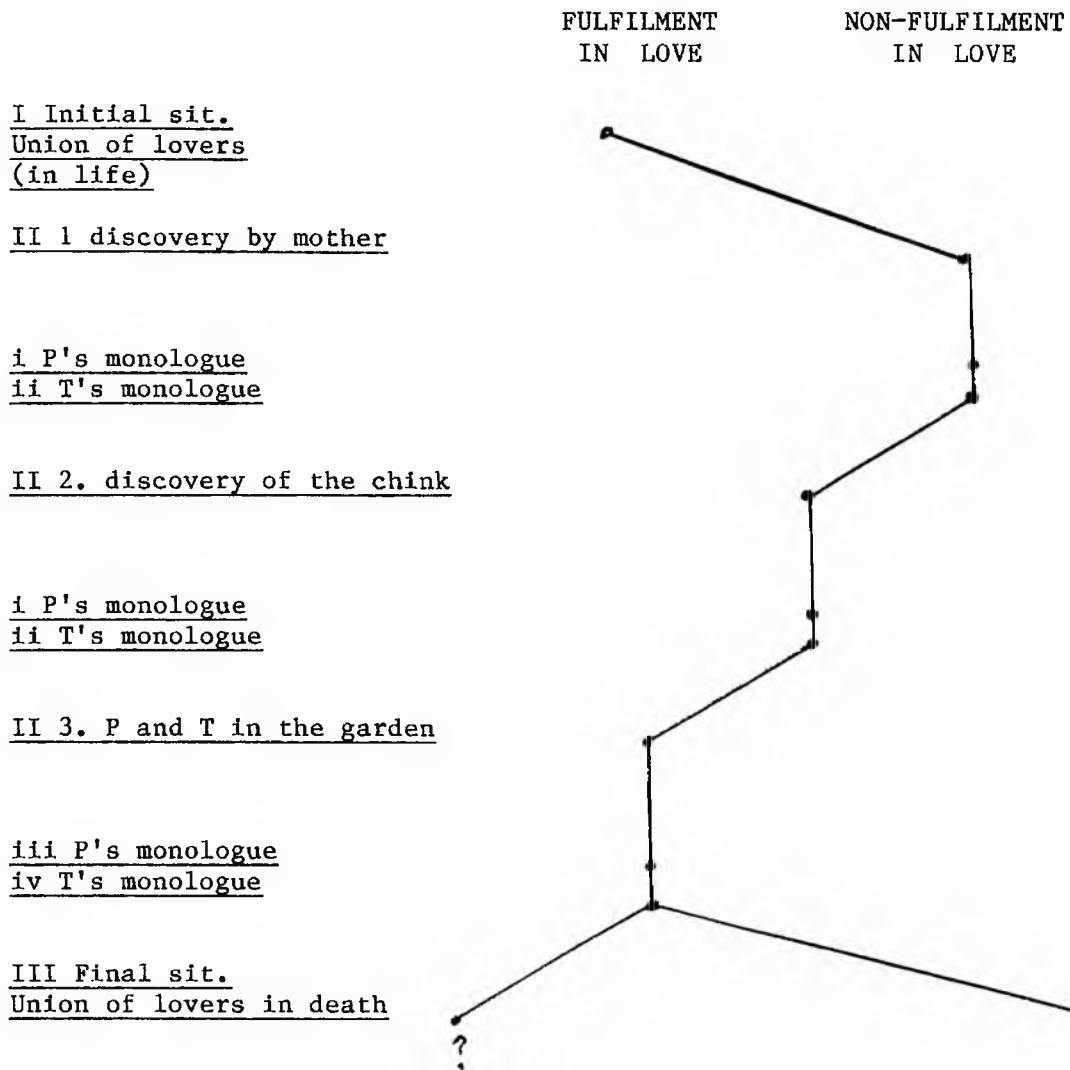 FULFILMENT NON-FULFILMENT
IN LOVE IN LOVE
I Initial sit.
Union of lovers
(in life)
II 1 discovery by mother
i P's monologue
ii T's monologue
II 2. discovery of the chink
i P's monologue
ii T's monologue
II 3. P and T in the garden
iii P's monologue
iv T's monologue
III Final sit.
Union of lovers in death
?